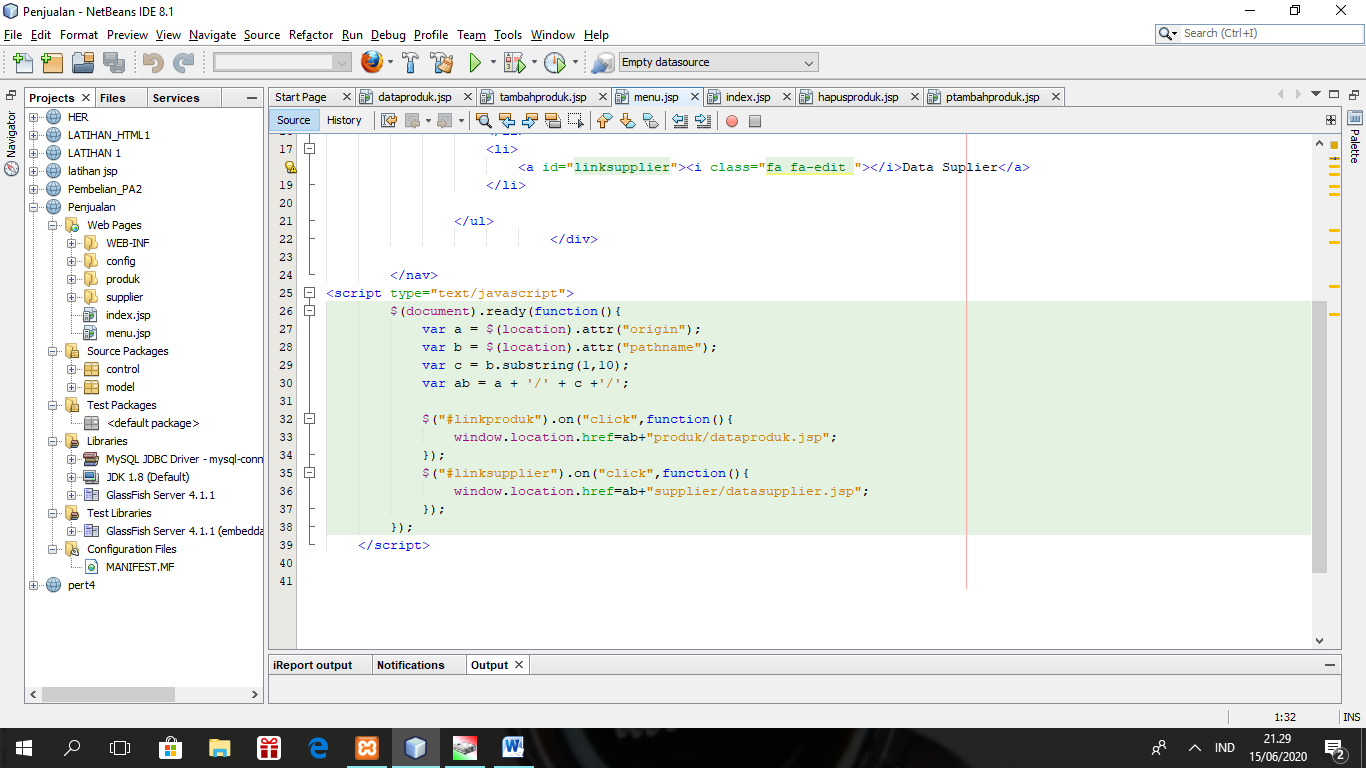 Penjualan - NetBeans IDE 8.1
File Edit Format Preview View Navigate Source Refactor Run Debug Profile Team Tools Window Help
Search (Ctrl+I)
Empty datasource
Projects Files Services
Start Page dataproduk.jsp tambahproduk.jsp menu.jsp index.jsp hapusproduk.jsp ptambahproduk.jsp
Navigator
Palette
HER
LATIHAN_HTML1
LATIHAN 1
latihan jsp
Pembelian_PA2
Penjualan
Web Pages
WEB-INF
config
produk
supplier
index.jsp
menu.jsp
Source Packages
control
model
Test Packages
<default package>
Libraries
MySQL JDBC Driver - mysql-conn
JDK 1.8 (Default)
GlassFish Server 4.1.1
Test Libraries
GlassFish Server 4.1.1 (embedda
Configuration Files
MANIFEST.MF
pert4
Source History
17 <li>
<a id="linksupplier"><i class="fa fa-edit "></i>Data Suplier</a>
19 </li>
20
21 </ul>
22 </div>
23
24 </nav>
25 <script type="text/javascript">
26 $(document).ready(function(){
27 var a = $(location).attr("origin");
28 var b = $(location).attr("pathname");
29 var c = b.substring(1,10);
30 var ab = a + '/' + c +'/';
31
32 $("#linkproduk").on("click",function(){
33 window.location.href=ab+"produk/dataproduk.jsp";
34 });
35 $("#linksupplier").on("click",function(){
36 window.location.href=ab+"supplier/datasupplier.jsp";
37 });
38 });
39 </script>
40
41
iReport output Notifications Output
1:32 INS
IND
21.29
15/06/2020
2